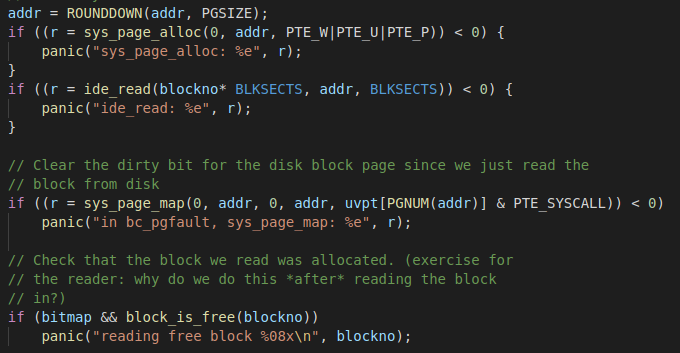 addr = ROUNDDOWN(addr, PGSIZE);
if ((r = sys_page_alloc(0, addr, PTE_W|PTE_U|PTE_P)) < 0) {
    panic("sys_page_alloc: %e", r);
}
if ((r = ide_read(blockno* BLKSECTS, addr, BLKSECTS)) < 0) {
    panic("ide_read: %e", r);
}

// Clear the dirty bit for the disk block page since we just read the
// block from disk
if ((r = sys_page_map(0, addr, 0, addr, uvpt[PGNUM(addr)] & PTE_SYSCALL)) < 0)
    panic("in bc_pgfault, sys_page_map: %e", r);

// Check that the block we read was allocated. (exercise for
// the reader: why do we do this *after* reading the block
// in?)
if (bitmap && block_is_free(blockno))
    panic("reading free block %08x\n", blockno);